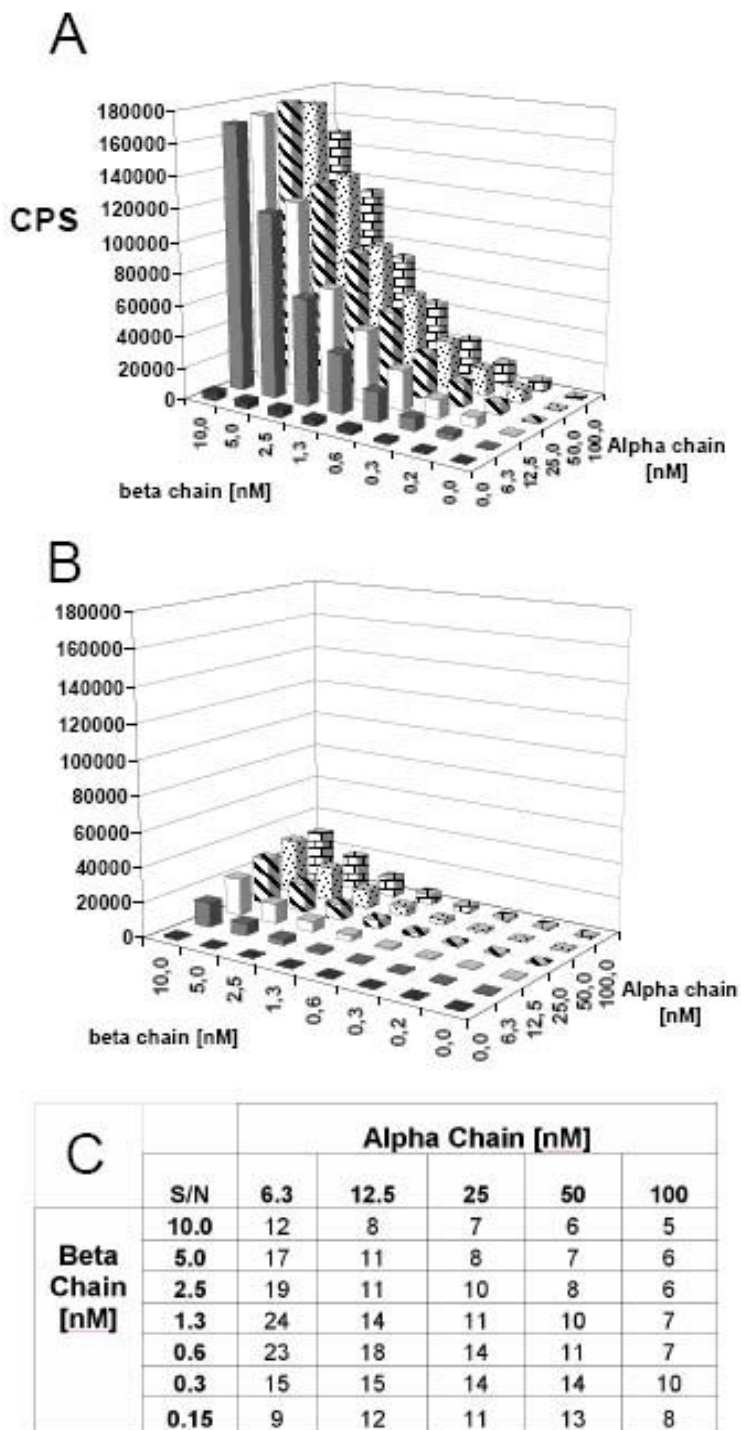 A
180000
160000
140000
120000
100000
80000
60000
40000
20000
0
CPS
10,0
5,0
2,5
1,3
0,6
0,3
0,2
0,0
beta chain [nM]
0,0
6,3
12,5
25,0
50,0
100,0
Alpha chain
[nM]
B
180000
160000
140000
120000
100000
80000
60000
40000
20000
0
10,0
5,0
2,5
1,3
0,6
0,3
0,2
0,0
beta chain [nM]
0,0
6,3
12,5
25,0
50,0
100,0
Alpha chain
[nM]
C
Alpha Chain [nM]
S/N 6.3 12.5 25 50 100
Beta Chain [nM]
10.0 12 8 7 6 5
5.0 17 11 8 7 6
2.5 19 11 10 8 6
1.3 24 14 11 10 7
0.6 23 18 14 11 7
0.3 15 15 14 14 10
0.15 9 12 11 13 8